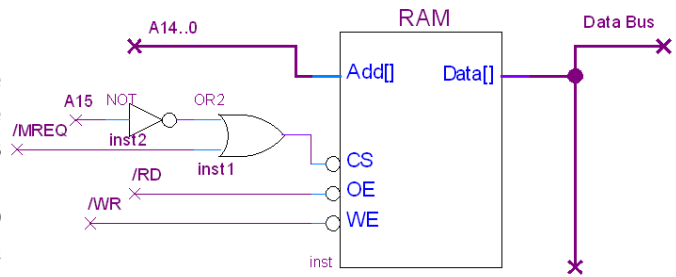 RAM
A14..0
Data Bus
Add[] Data[]
A15 NOT OR2
/MREQ
inst2
inst1
CS
/RD
OE
/WR
WE
inst